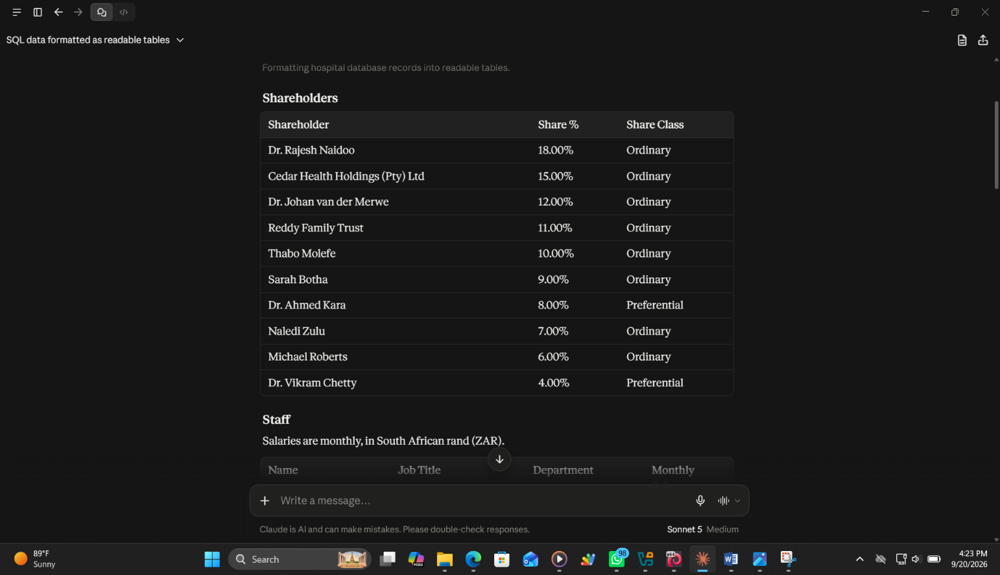 SQL data formatted as readable tables
Formatting hospital database records into readable tables.
Shareholders
Shareholder Share % Share Class
Dr. Rajesh Naidoo 18.00% Ordinary
Cedar Health Holdings (Pty) Ltd 15.00% Ordinary
Dr. Johan van der Merwe 12.00% Ordinary
Reddy Family Trust 11.00% Ordinary
Thabo Molefe 10.00% Ordinary
Sarah Botha 9.00% Ordinary
Dr. Ahmed Kara 8.00% Preferential
Naledi Zulu 7.00% Ordinary
Michael Roberts 6.00% Ordinary
Dr. Vikram Chetty 4.00% Preferential
Staff
Salaries are monthly, in South African rand (ZAR).
Name Job Title Department Monthly
Write a message...
Claude is AI and can make mistakes. Please double-check responses. Sonnet 5 Medium
89°F
Sunny
Search
M365
98
x64
4:23 PM
9/20/2026